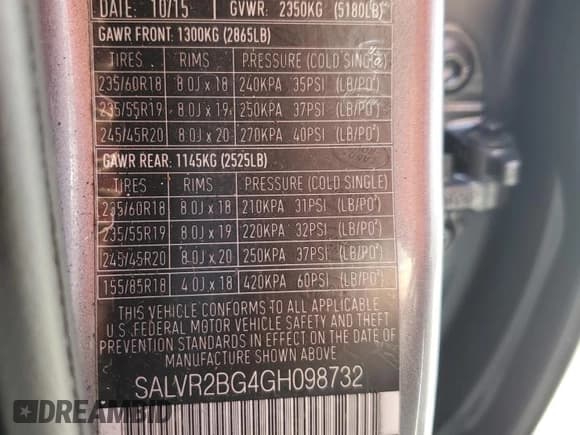 DATE: 10/15 GVWR: 2350KG (5180LB)
GAWR FRONT: 1300KG (2865LB)
TIRES RIMS PRESSURE (COLD SINGLE)
235/60R18 8.0J x 18 240KPA 35PSI (LB/PO²)
235/55R19 8.0J x 19 250KPA 37PSI (LB/PO²)
245/45R20 8.0J x 20 270KPA 40PSI (LB/PO²)
GAWR REAR: 1145KG (2525LB)
TIRES RIMS PRESSURE (COLD SINGLE)
235/60R18 8.0J x 18 210KPA 31PSI (LB/PO²)
235/55R19 8.0J x 19 220KPA 32PSI (LB/PO²)
245/45R20 8.0J x 20 250KPA 37PSI (LB/PO²)
155/85R18 4.0J x 18 420KPA 60PSI (LB/PO²)
THIS VEHICLE CONFORMS TO ALL APPLICABLE
U.S. FEDERAL MOTOR VEHICLE SAFETY AND THEFT
PREVENTION STANDARDS IN EFFECT ON THE DATE OF
MANUFACTURE SHOWN ABOVE
SALVR2BG4GH098732
DREAMBID